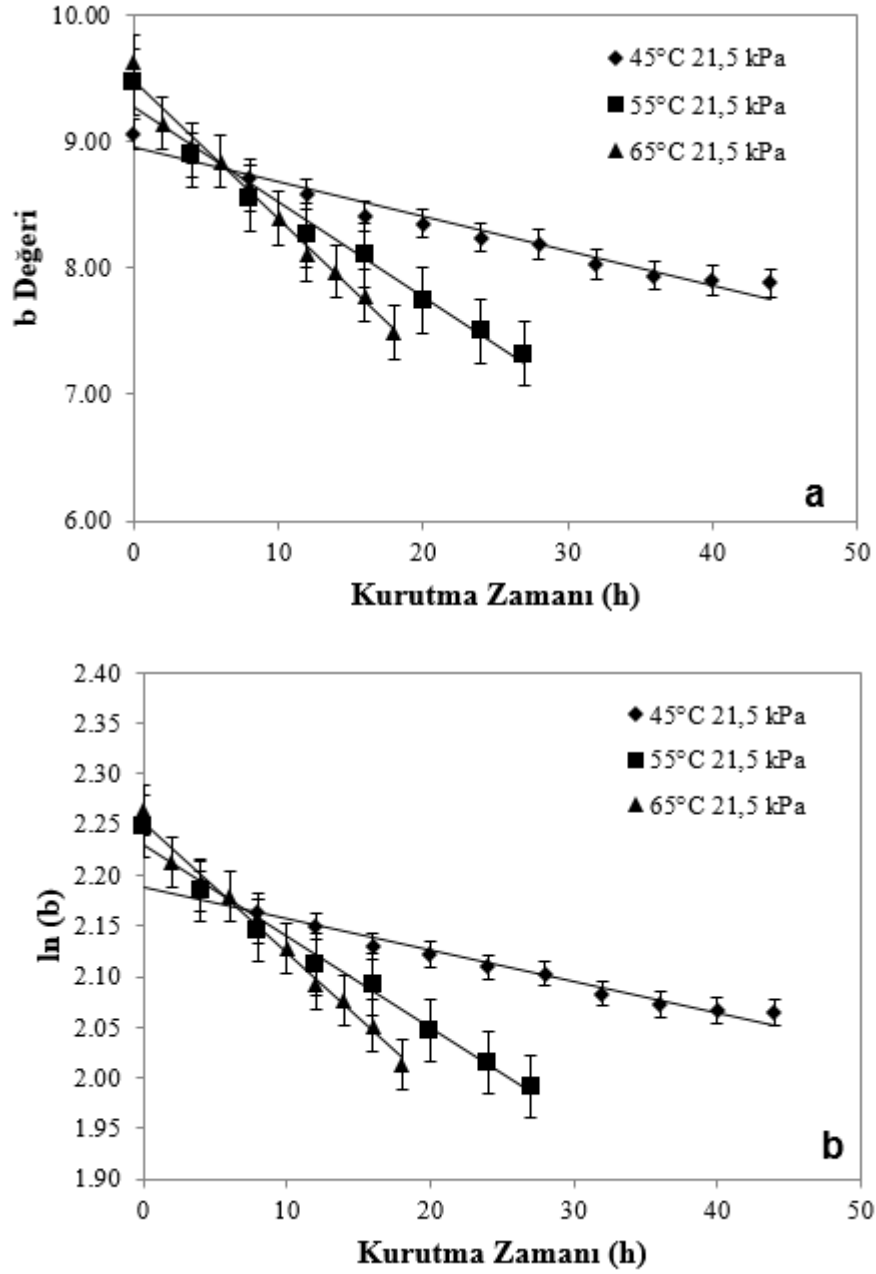 10.00
9.00
8.00
7.00
6.00
b Değeri
45°C 21,5 kPa
55°C 21,5 kPa
65°C 21,5 kPa
a
0 10 20 30 40 50
Kurutma Zamanı (h)
2.40
2.35
2.30
2.25
2.20
2.15
2.10
2.05
2.00
1.95
1.90
ln (b)
45°C 21,5 kPa
55°C 21,5 kPa
65°C 21,5 kPa
b
0 10 20 30 40 50
Kurutma Zamanı (h)